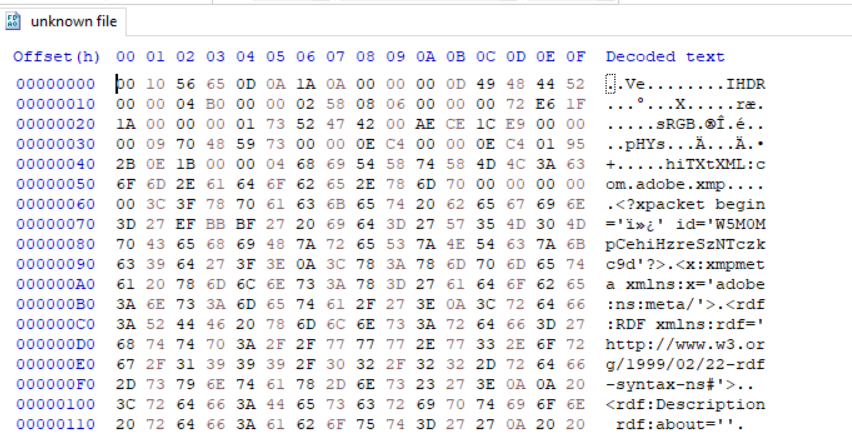 unknown file
Offset(h) 00 01 02 03 04 05 06 07 08 09 0A 0B 0C 0D 0E 0F Decoded text
00000000 00 10 56 65 0D 0A 1A 0A 00 00 00 0D 49 48 44 52 ..Ve........IHDR
00000010 00 00 04 B0 00 00 02 58 08 06 00 00 00 72 E6 1F ...°...X.....ræ.
00000020 1A 00 00 00 01 73 52 47 42 00 AE CE 1C E9 00 00 .....sRGB.®Î.é..
00000030 00 09 70 48 59 73 00 00 0E C4 00 00 0E C4 01 95 ..pHYs...Ä...Ä.•
00000040 2B 0E 1B 00 00 04 68 69 54 58 74 58 4D 4C 3A 63 +.....hiTXtXML:c
00000050 6F 6D 2E 61 64 6F 62 65 2E 78 6D 70 00 00 00 00 om.adobe.xmp....
00000060 00 3C 3F 78 70 61 63 6B 65 74 20 62 65 67 69 6E .<?xpacket begin
00000070 3D 27 EF BB BF 27 20 69 64 3D 27 57 35 4D 30 4D ='ï»¿' id='W5M0M
00000080 70 43 65 68 69 48 7A 72 65 53 7A 4E 54 63 7A 6B pCehiHzreSzNTczk
00000090 63 39 64 27 3F 3E 0A 3C 78 3A 78 6D 70 6D 65 74 c9d'?>.<x:xmpmet
000000A0 61 20 78 6D 6C 6E 73 3A 78 3D 27 61 64 6F 62 65 a xmlns:x='adobe
000000B0 3A 6E 73 3A 6D 65 74 61 2F 27 3E 0A 3C 72 64 66 :ns:meta/'>.<rdf
000000C0 3A 52 44 46 20 78 6D 6C 6E 73 3A 72 64 66 3D 27 :RDF xmlns:rdf='
000000D0 68 74 74 70 3A 2F 2F 77 77 77 2E 77 33 2E 6F 72 http://www.w3.or
000000E0 67 2F 31 39 39 39 2F 30 32 2F 32 32 2D 72 64 66 g/1999/02/22-rdf
000000F0 2D 73 79 6E 74 61 78 2D 6E 73 23 27 3E 0A 0A 20 -syntax-ns#'>..
00000100 3C 72 64 66 3A 44 65 73 63 72 69 70 74 69 6F 6E <rdf:Description
00000110 20 72 64 66 3A 61 62 6F 75 74 3D 27 27 0A 20 20 rdf:about=''.